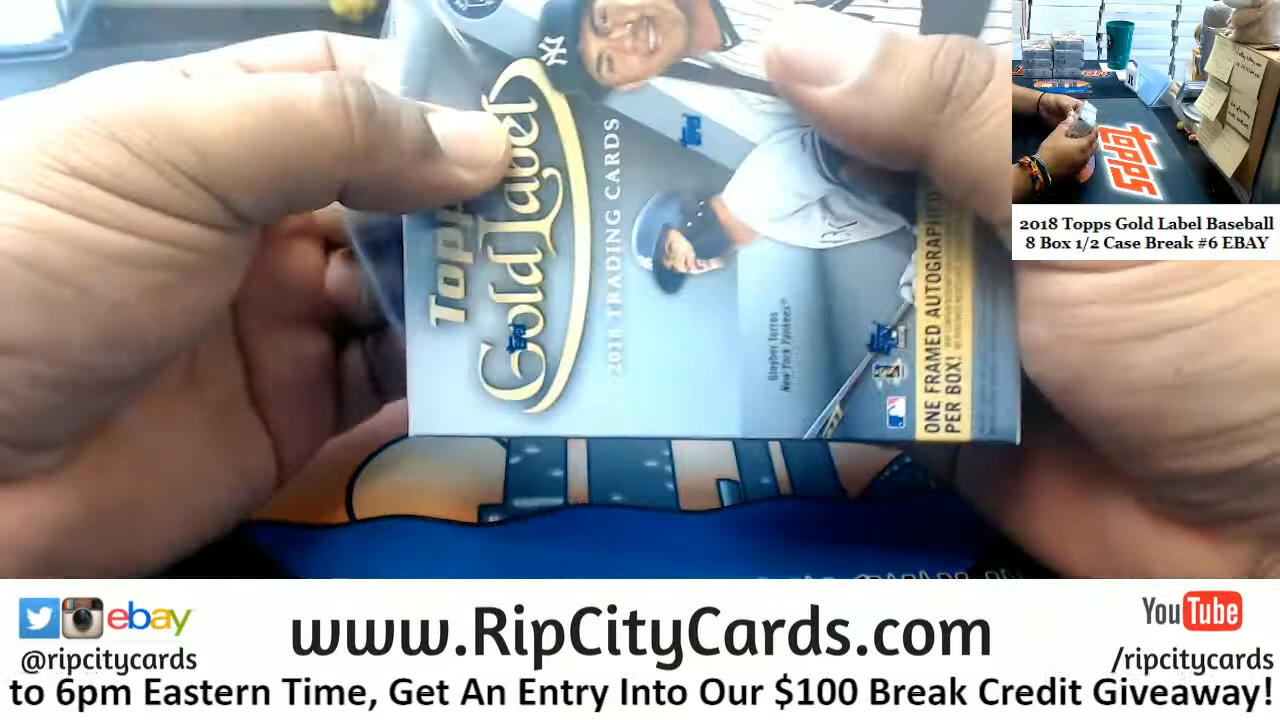 Topps
Gold Label
2018 TRADING CARDS
Gleyber Torres
New York Yankees
ONE FRAMED AUTOGRAPHED
PER BOX!
topps
2018 Topps Gold Label Baseball
8 Box 1/2 Case Break #6 EBAY
ebay
@ripcitycards
www.RipCityCards.com
YouTube
/ripcitycards
to 6pm Eastern Time, Get An Entry Into Our $100 Break Credit Giveaway!